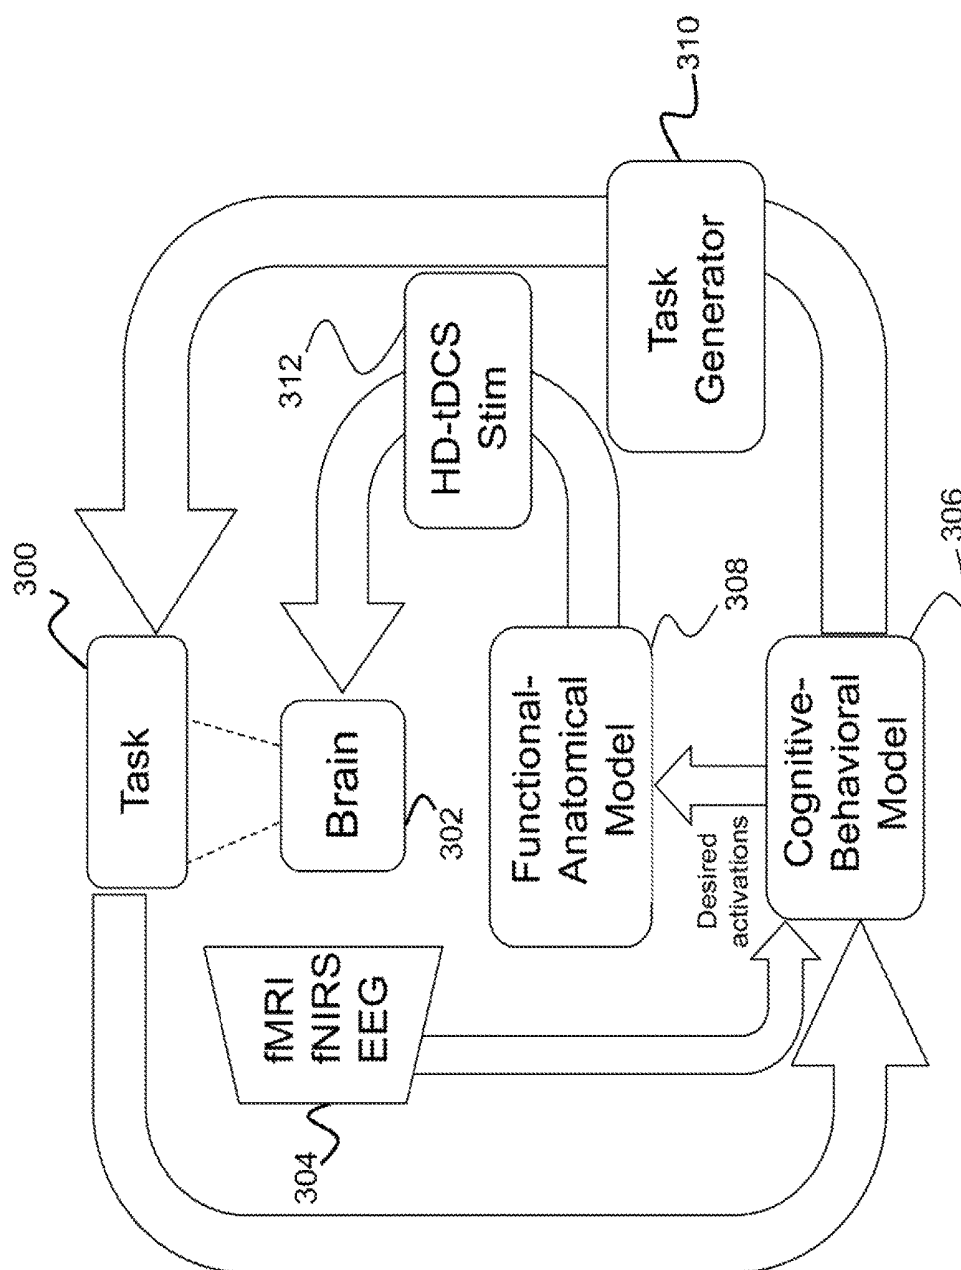 300
Task
Brain
302
fMRI
fNIRS
EEG
304
312
HD-tDCS
Stim
Functional-
Anatomical
Model
308
Desired
activations
Cognitive-
Behavioral
Model
306
Task
Generator
310